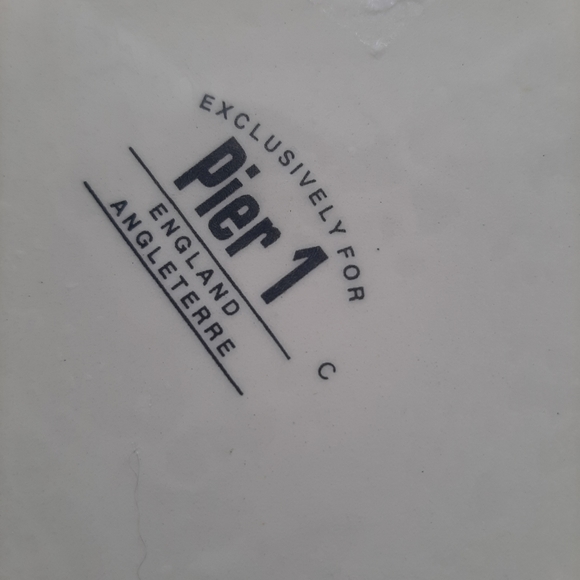 EXCLUSIVELY FOR
Pier 1
ENGLAND
ANGLETERRE
C